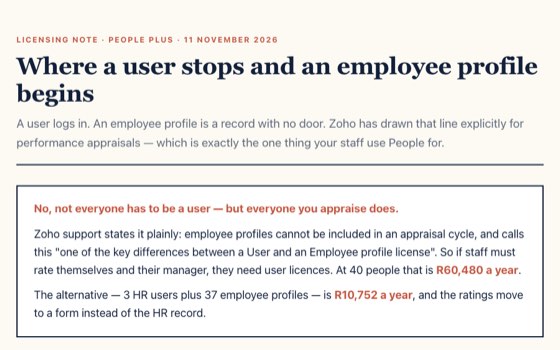 LICENSING NOTE · PEOPLE PLUS · 11 NOVEMBER 2026
Where a user stops and an employee profile
begins
A user logs in. An employee profile is a record with no door. Zoho has drawn that line explicitly for
performance appraisals — which is exactly the one thing your staff use People for.
No, not everyone has to be a user — but everyone you appraise does.
Zoho support states it plainly: employee profiles cannot be included in an appraisal cycle, and calls
this "one of the key differences between a User and an Employee profile license". So if staff must
rate themselves and their manager, they need user licences. At 40 people that is R60,480 a year.
The alternative — 3 HR users plus 37 employee profiles — is R10,752 a year, and the ratings move
to a form instead of the HR record.